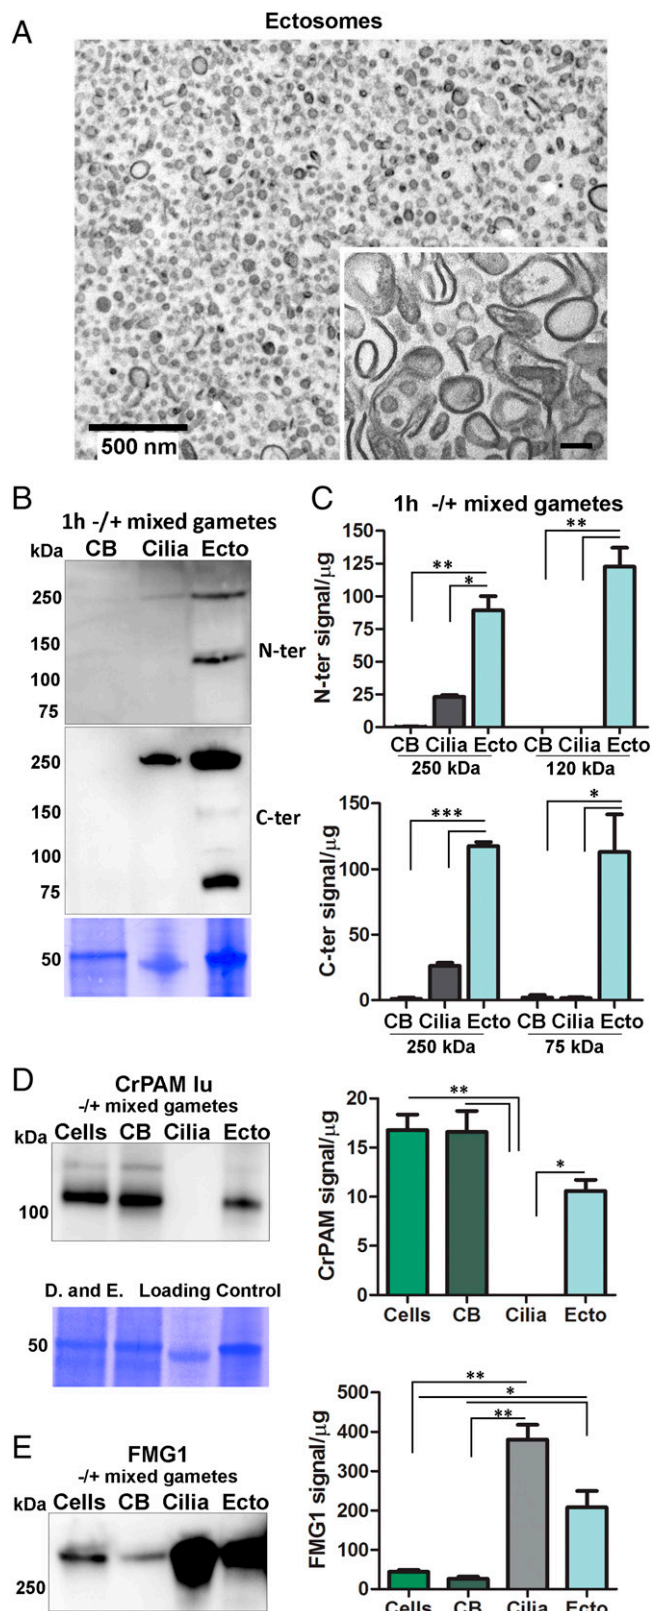 A
Ectosomes
500 nm
B
1h -/+ mixed gametes
kDa CB Cilia Ecto
250
150
100
75
N-ter
250
150
100
75
C-ter
50
C
1h -/+ mixed gametes
N-ter signal/µg
150
125
100
75
50
25
0
** * **
CB Cilia Ecto CB Cilia Ecto
250 kDa 120 kDa
C-ter signal/µg
150
100
50
0
*** *
CB Cilia Ecto CB Cilia Ecto
250 kDa 75 kDa
D
CrPAM lu
-/+ mixed gametes
kDa Cells CB Cilia Ecto
100
CrPAM signal/µg
20
15
10
5
0
** *
Cells CB Cilia Ecto
D. and E. Loading Control
50
E
FMG1
-/+ mixed gametes
kDa Cells CB Cilia Ecto
250
FMG1 signal/µg
500
400
300
200
100
0
**
*
**
Cells CB Cilia Ecto